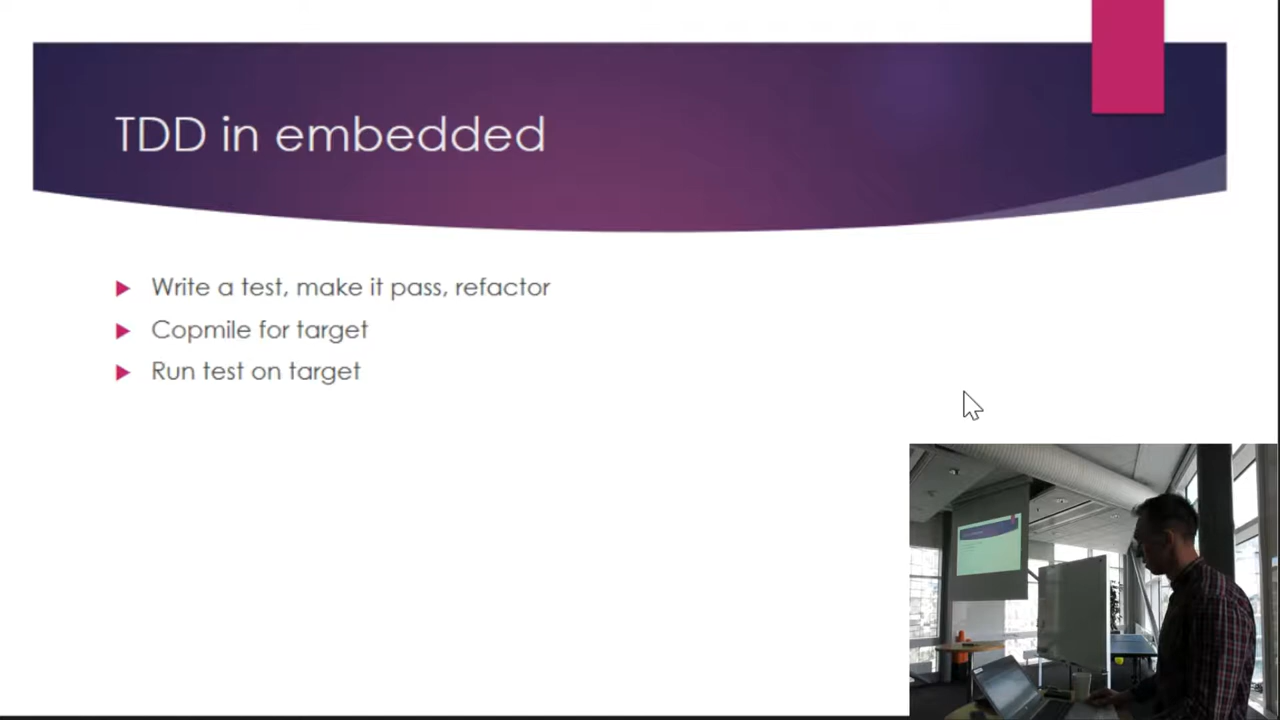 TDD in embedded
Write a test, make it pass, refactor
Copmile for target
Run test on target